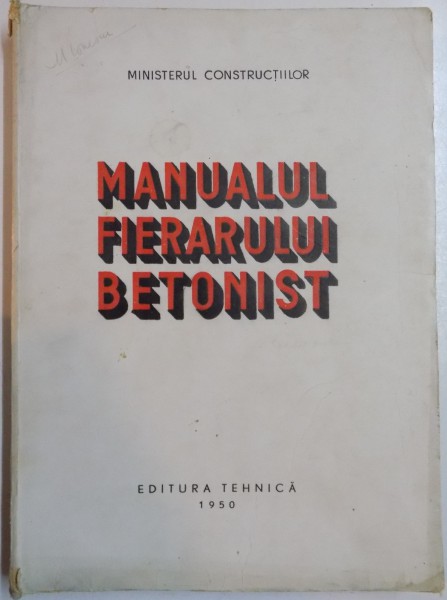 MINISTERUL CONSTRUCȚIILOR
MANUALUL
FIERARULUI
BETONIST
EDITURA TEHNICĂ
1950